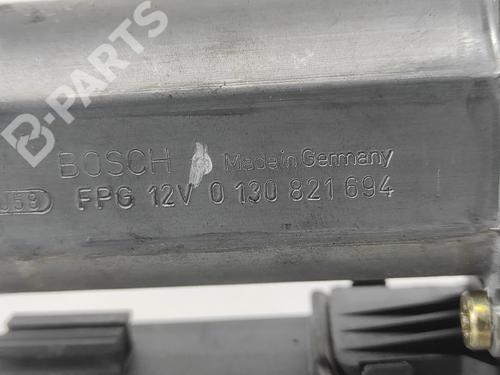 B-PARTS
BOSCH Made in Germany
FPG 12V 0 130 821 694